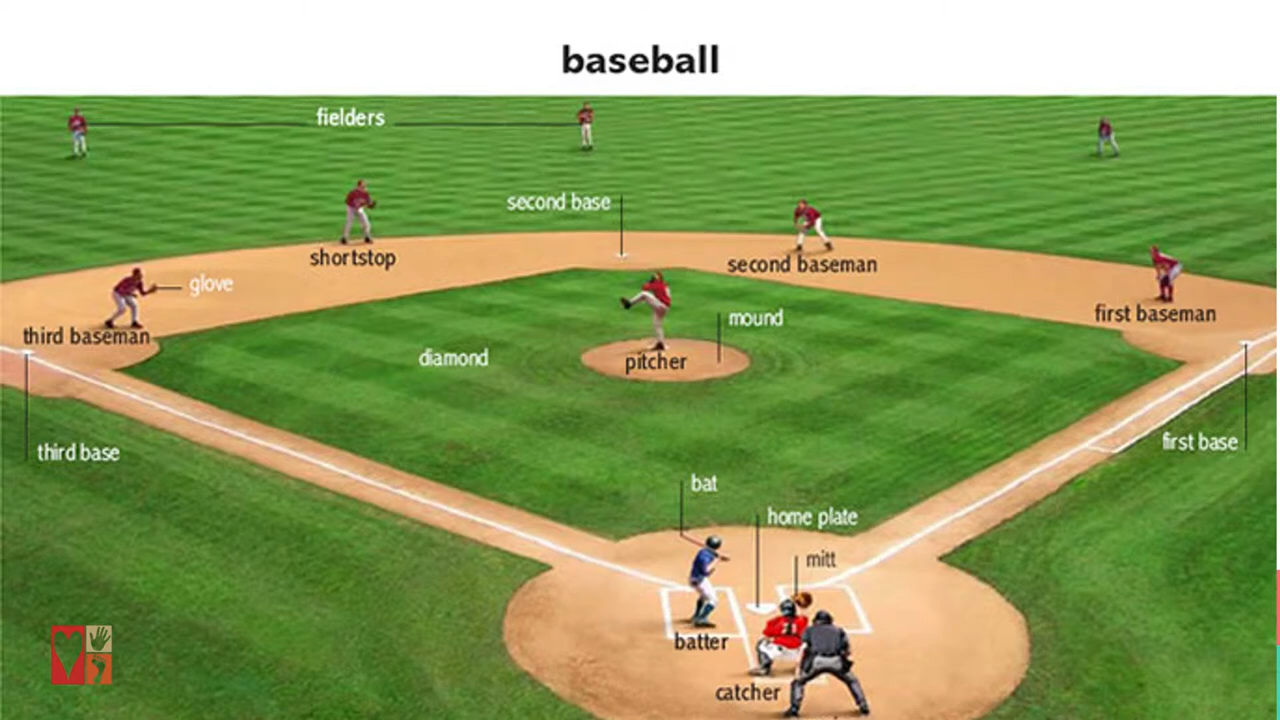 baseball
fielders
second base
shortstop
second baseman
glove
first baseman
third baseman
mound
diamond
pitcher
third base
first base
bat
home plate
mitt
batter
catcher